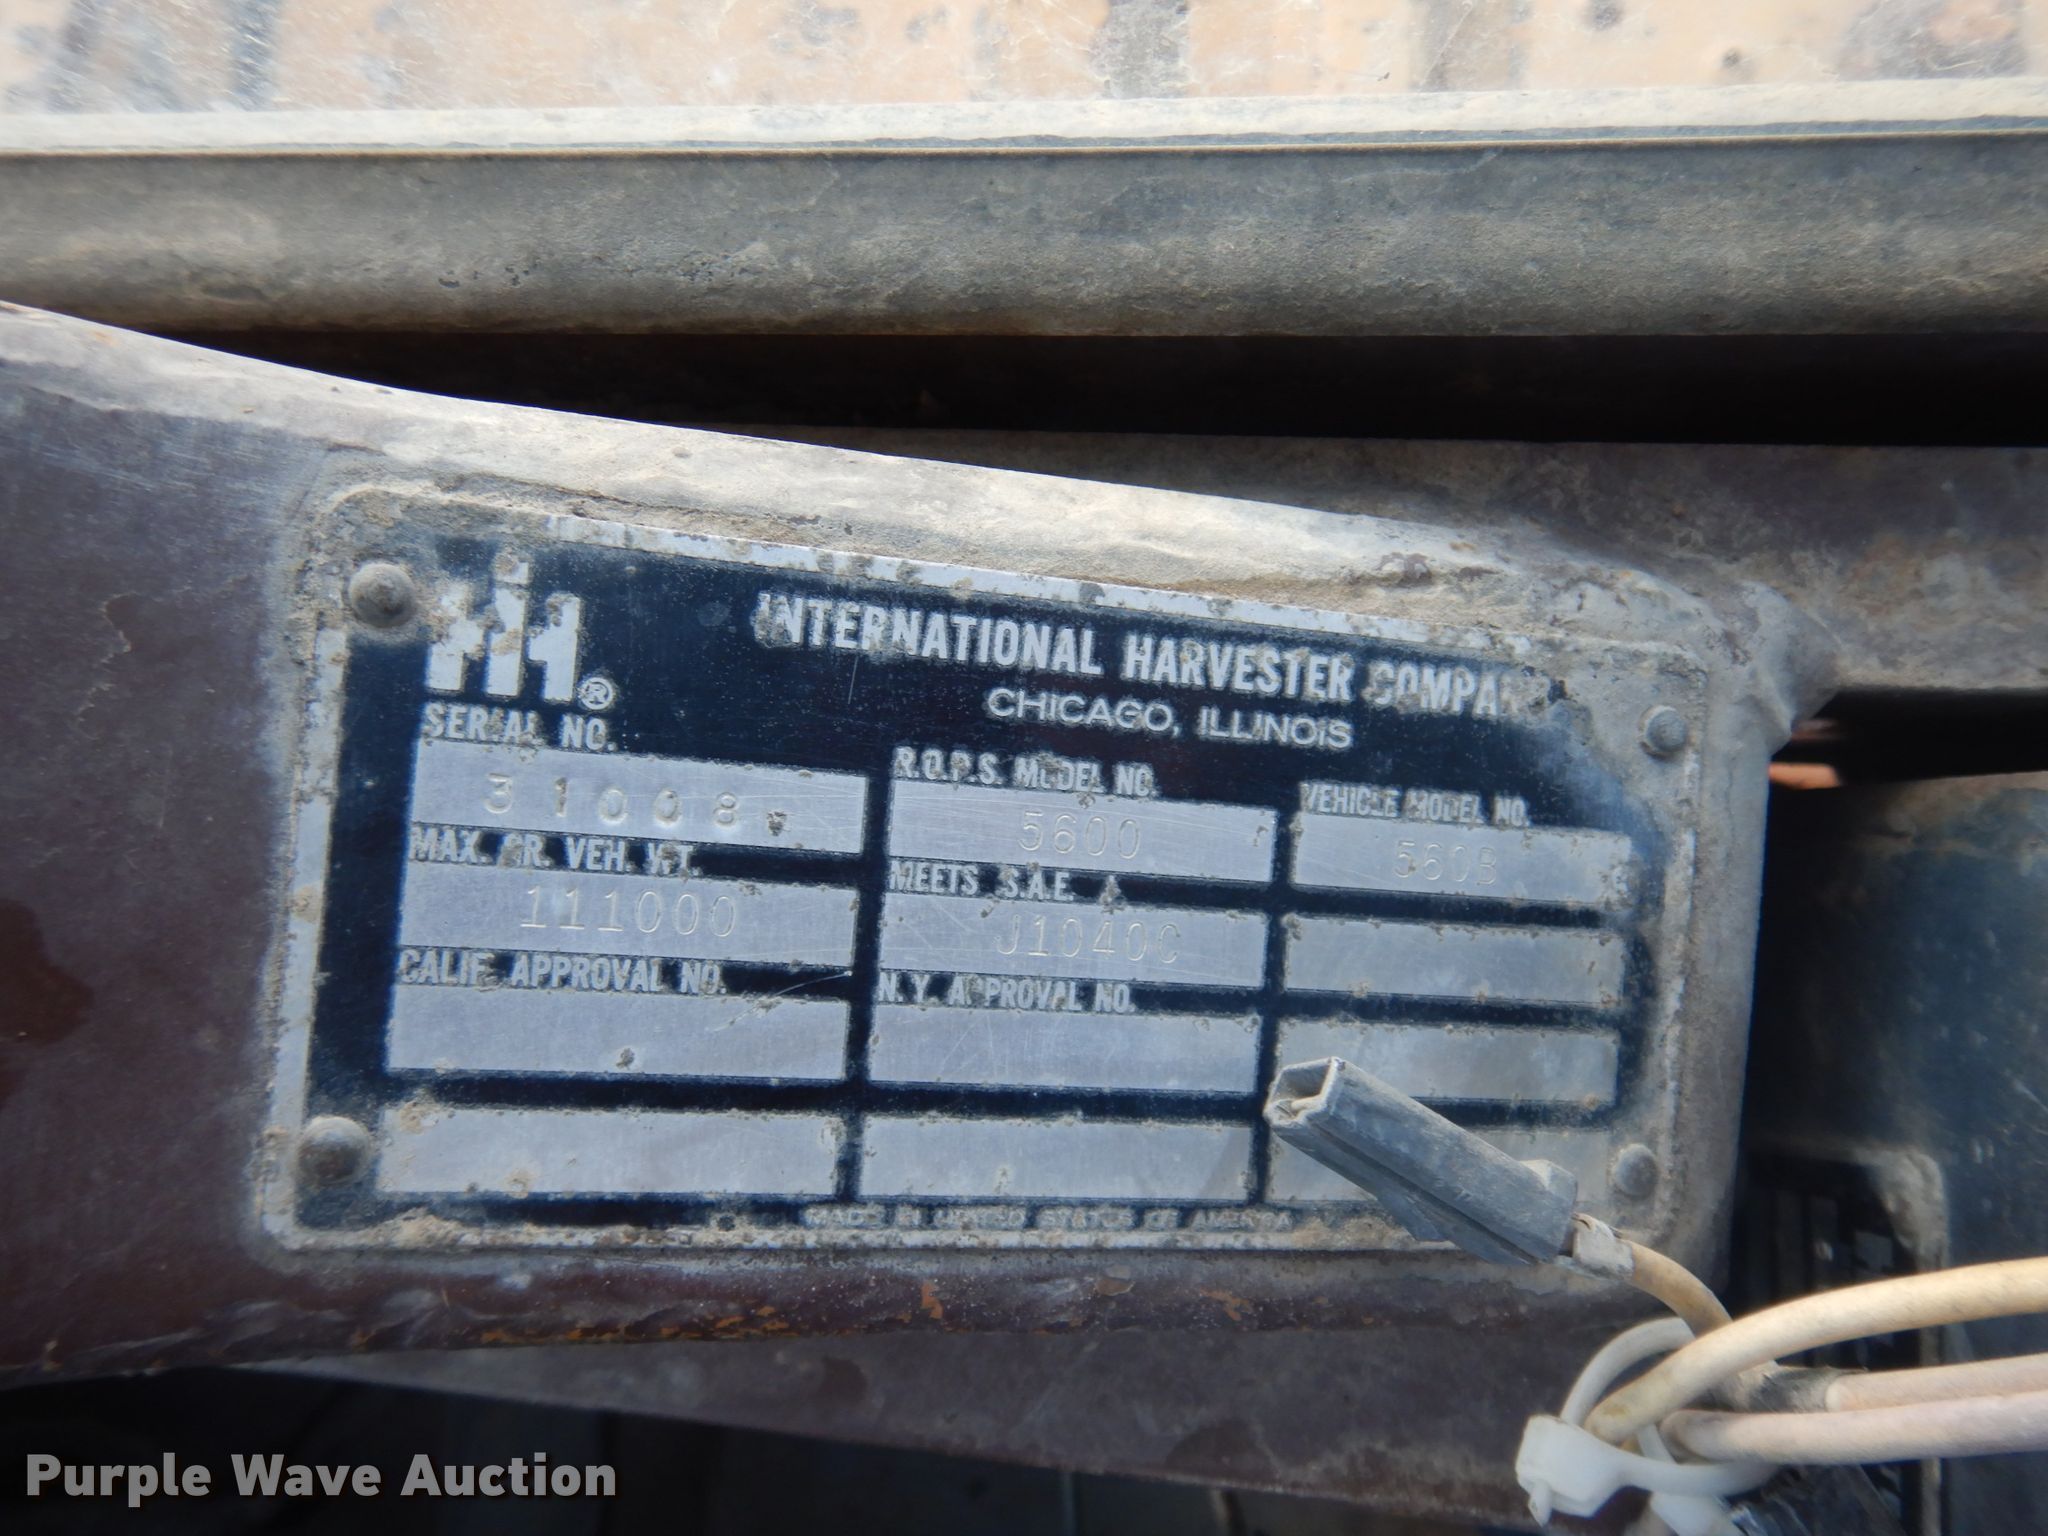 IH®
INTERNATIONAL HARVESTER COMPANY
CHICAGO, ILLINOIS
SERIAL NO. R.O.P.S. MODEL NO. VEHICLE MODEL NO.
31008 5600 560B
MAX. GR. VEH. WT. MEETS S.A.E.
111000 J1040C
CALIF. APPROVAL NO. N.Y. APPROVAL NO.
MADE IN UNITED STATES OF AMERICA
Purple Wave Auction